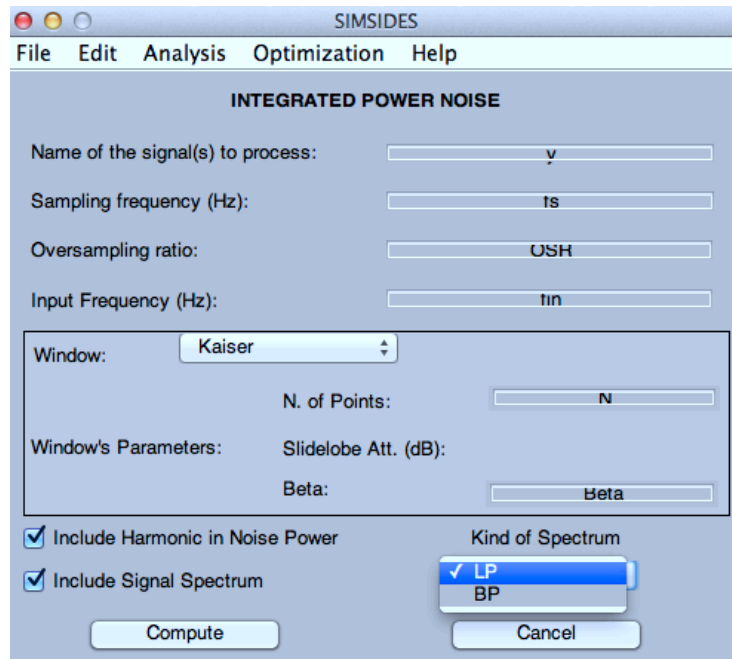 SIMSIDES
File Edit Analysis Optimization Help
INTEGRATED POWER NOISE
Name of the signal(s) to process: y
Sampling frequency (Hz): fs
Oversampling ratio: OSR
Input Frequency (Hz): fin
Window: Kaiser
N. of Points: N
Window's Parameters: Slidelobe Att. (dB):
Beta: Beta
Include Harmonic in Noise Power Kind of Spectrum
Include Signal Spectrum ✓ LP
BP
Compute Cancel